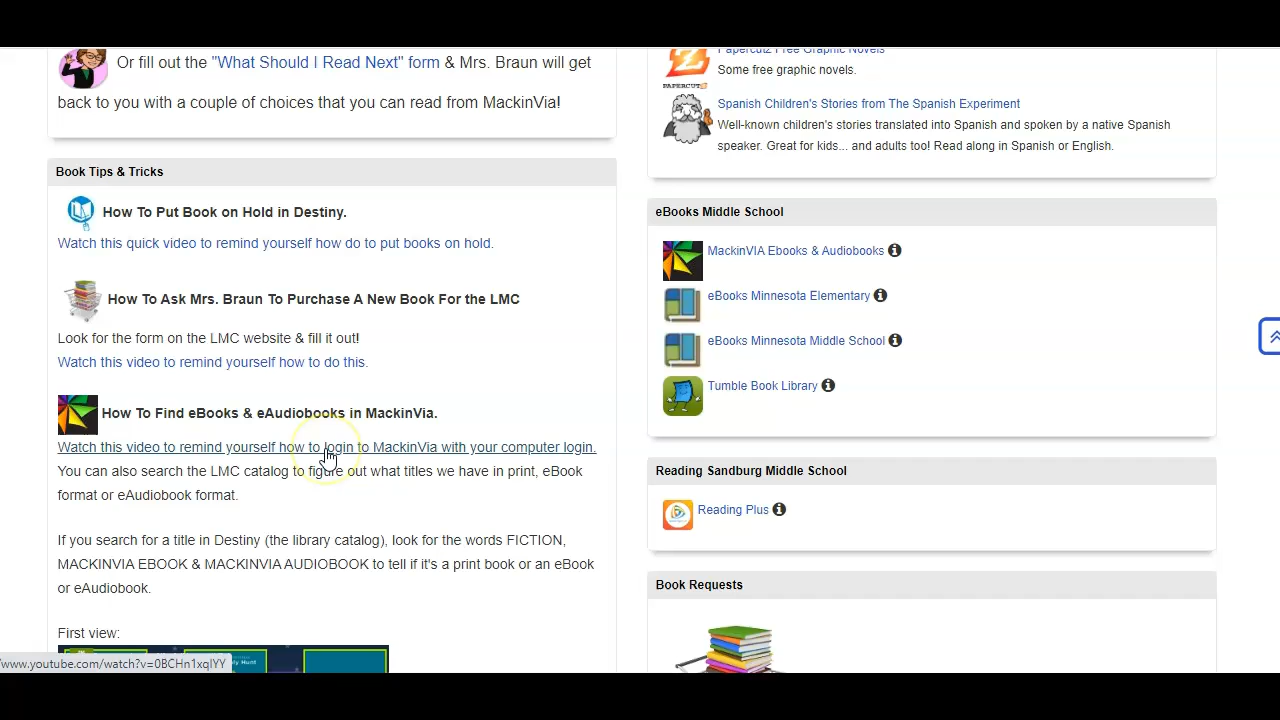 Or fill out the "What Should I Read Next" form & Mrs. Braun will get
back to you with a couple of choices that you can read from MackinVia!
Book Tips & Tricks
How To Put Book on Hold in Destiny.
Watch this quick video to remind yourself how do to put books on hold.
How To Ask Mrs. Braun To Purchase A New Book For the LMC
Look for the form on the LMC website & fill it out!
Watch this video to remind yourself how to do this.
How To Find eBooks & eAudiobooks in MackinVia.
Watch this video to remind yourself how to login to MackinVia with your computer login.
You can also search the LMC catalog to figure out what titles we have in print, eBook
format or eAudiobook format.
If you search for a title in Destiny (the library catalog), look for the words FICTION,
MACKINVIA EBOOK & MACKINVIA AUDIOBOOK to tell if it's a print book or an eBook
or eAudiobook.
First view:
/www.youtube.com/watch?v=0BCHn1xqIYY
Papercutz Free Graphic Novels
Some free graphic novels.
PAPERCUTZ
Spanish Children's Stories from The Spanish Experiment
Well-known children's stories translated into Spanish and spoken by a native Spanish
speaker. Great for kids... and adults too! Read along in Spanish or English.
eBooks Middle School
MackinVIA Ebooks & Audiobooks
eBooks Minnesota Elementary
eBooks Minnesota Middle School
Tumble Book Library
Reading Sandburg Middle School
Reading Plus
Book Requests